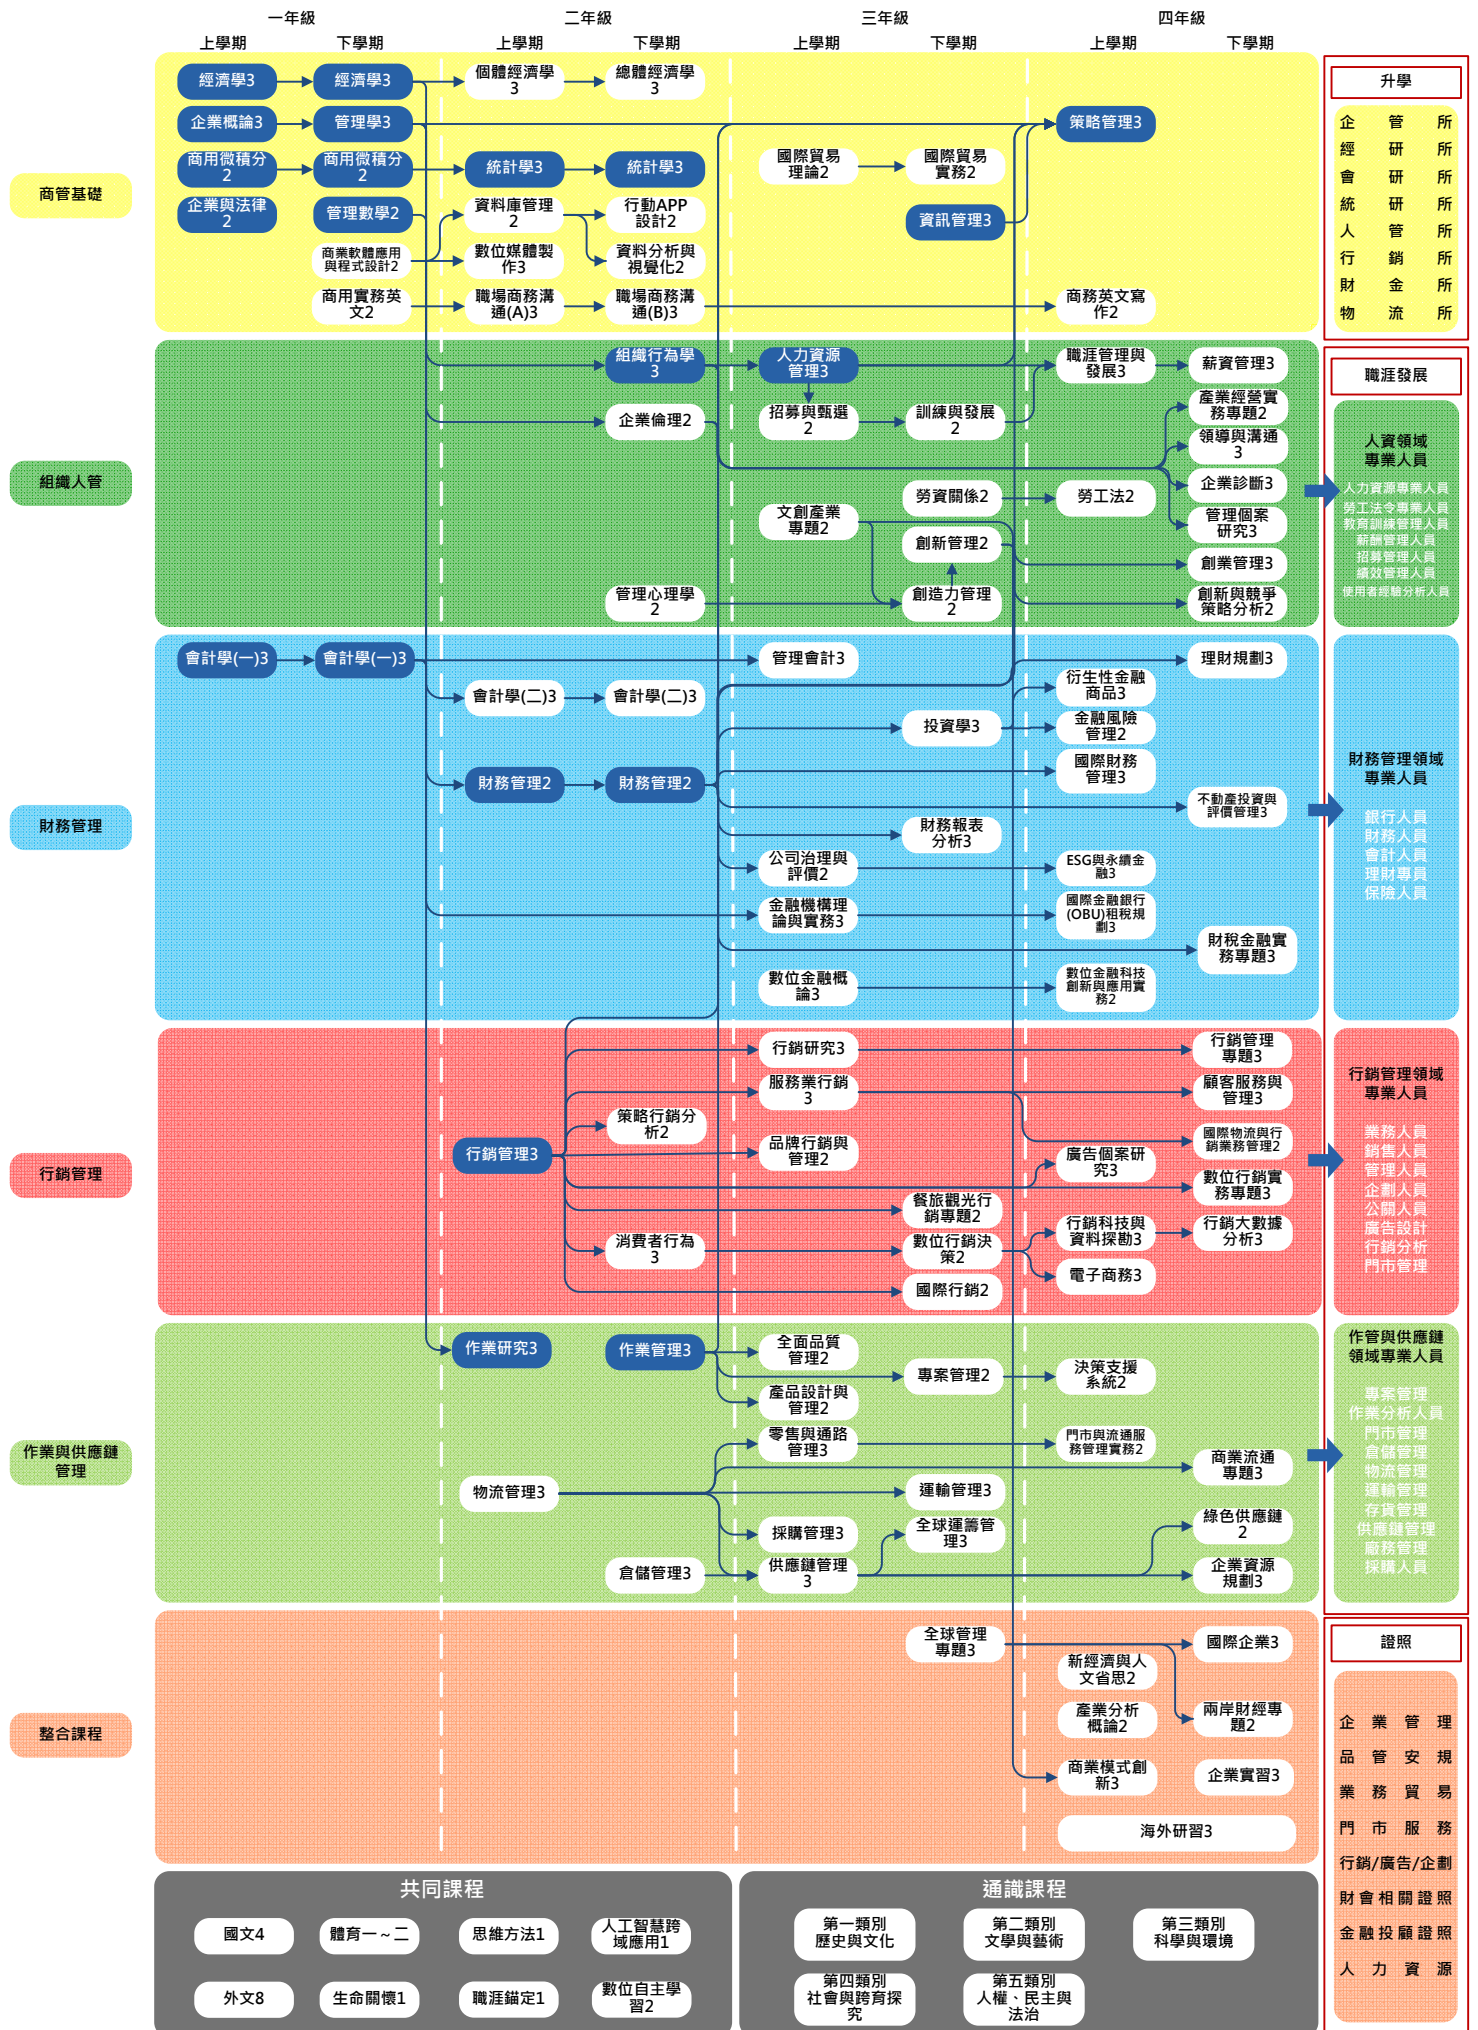 一年級
二年級
三年級
四年級
上學期
下學期
上學期
下學期
上學期
下學期
上學期
下學期
商管基礎
經濟學3
經濟學3
個體經濟學
3
總體經濟學
3
企業概論3
管理學3
策略管理3
商用微積分
2
商用微積分
2
統計學3
統計學3
國際貿易
理論2
國際貿易
實務2
企業與法律
2
管理數學2
資料庫管理
2
行動APP
設計2
資訊管理3
商業軟體應用
與程式設計2
數位媒體製
作3
資料分析與
視覺化2
商用實務英
文2
職場商務溝
通(A)3
職場商務溝
通(B)3
商務英文寫
作2
組織人管
組織行為學
3
人力資源
管理3
職涯管理與
發展3
薪資管理3
企業倫理2
招募與甄選
2
訓練與發展
2
產業經營實
務專題2
領導與溝通
3
企業診斷3
勞資關係2
勞工法2
文創產業
專題2
管理個案
研究3
創新管理2
創業管理3
管理心理學
2
創造力管理
2
創新與競爭
策略分析2
財務管理
會計學(一)3
會計學(一)3
管理會計3
理財規劃3
會計學(二)3
會計學(二)3
衍生性金融
商品3
投資學3
金融風險
管理2
財務管理2
財務管理2
國際財務
管理3
不動產投資與
評價管理3
財務報表
分析3
公司治理與
評價2
ESG與永續金
融3
金融機構理
論與實務3
國際金融銀行
(OBU)租稅規
劃3
財稅金融實
務專題3
數位金融概
論3
數位金融科技
創新與應用實
務2
行銷管理
行銷研究3
行銷管理
專題3
服務業行銷
3
顧客服務與
管理3
策略行銷分
析2
行銷管理3
品牌行銷與
管理2
國際物流與行
銷業務管理2
廣告個案研
究3
數位行銷實
務專題3
餐旅觀光行
銷專題2
消費者行為
3
數位行銷決
策2
行銷科技與
資料探勘3
行銷大數據
分析3
電子商務3
國際行銷2
作業與供應鏈
管理
作業研究3
作業管理3
全面品質
管理2
專案管理2
決策支援
系統2
產品設計與
管理2
零售與通路
管理3
門市與流通服
務管理實務2
商業流通
專題3
物流管理3
運輸管理3
採購管理3
全球運籌管
理3
綠色供應鏈
2
倉儲管理3
供應鏈管理
3
企業資源
規劃3
整合課程
全球管理
專題3
國際企業3
新經濟與人
文省思2
產業分析
概論2
兩岸財經專
題2
商業模式創
新3
企業實習3
海外研習3
共同課程
國文4
體育一～二
思維方法1
人工智慧跨
域應用1
外文8
生命關懷1
職涯錨定1
數位自主學
習2
通識課程
第一類別
歷史與文化
第二類別
文學與藝術
第三類別
科學與環境
第四類別
社會與跨育探
究
第五類別
人權、民主與
法治
升學
企管所
經研所
會研所
統研所
人管所
行銷所
財金所
物流所
職涯發展
人資領域
專業人員
人力資源專業人員
勞工法令專業人員
教育訓練管理人員
薪酬管理人員
招募管理人員
績效管理人員
使用者經驗分析人員
財務管理領域
專業人員
銀行人員
財務人員
會計人員
理財專員
保險人員
行銷管理領域
專業人員
業務人員
銷售人員
管理人員
企劃人員
公關人員
廣告設計
行銷分析
門市管理
作管與供應鏈
領域專業人員
專案管理
作業分析人員
門市管理
倉儲管理
物流管理
運輸管理
存貨管理
供應鏈管理
廠務管理
採購人員
證照
企業管理
品管安規
業務貿易
門市服務
行銷/廣告/企劃
財會相關證照
金融投顧證照
人力資源